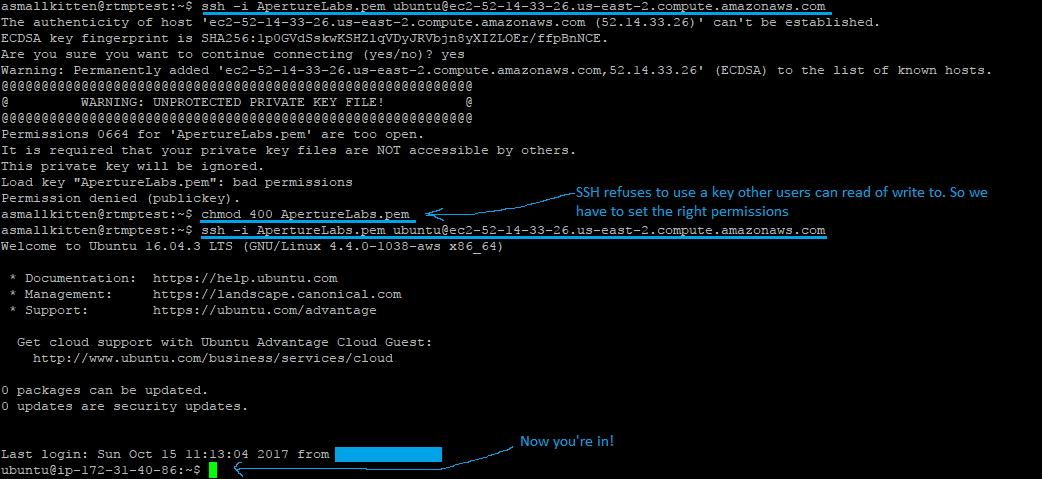 asmallkitten@rtmptest:~$ ssh -i ApertureLabs.pem ubuntu@ec2-52-14-33-26.us-east-2.compute.amazonaws.com
The authenticity of host 'ec2-52-14-33-26.us-east-2.compute.amazonaws.com (52.14.33.26)' can't be established.
ECDSA key fingerprint is SHA256:lp0GVdSskwKSHZlqVDyJRVbjn8yXIZLOEr/ffpBnNCE.
Are you sure you want to continue connecting (yes/no)? yes
Warning: Permanently added 'ec2-52-14-33-26.us-east-2.compute.amazonaws.com,52.14.33.26' (ECDSA) to the list of known hosts.
@@@@@@@@@@@@@@@@@@@@@@@@@@@@@@@@@@@@@@@@@@@@@@@@@@@@@@@@@@@
@         WARNING: UNPROTECTED PRIVATE KEY FILE!          @
@@@@@@@@@@@@@@@@@@@@@@@@@@@@@@@@@@@@@@@@@@@@@@@@@@@@@@@@@@@
Permissions 0664 for 'ApertureLabs.pem' are too open.
It is required that your private key files are NOT accessible by others.
This private key will be ignored.
Load key "ApertureLabs.pem": bad permissions
Permission denied (publickey).
SSH refuses to use a key other users can read of write to. So we
have to set the right permissions
asmallkitten@rtmptest:~$ chmod 400 ApertureLabs.pem
asmallkitten@rtmptest:~$ ssh -i ApertureLabs.pem ubuntu@ec2-52-14-33-26.us-east-2.compute.amazonaws.com
Welcome to Ubuntu 16.04.3 LTS (GNU/Linux 4.4.0-1038-aws x86_64)
* Documentation:  https://help.ubuntu.com
* Management:     https://landscape.canonical.com
* Support:        https://ubuntu.com/advantage
Get cloud support with Ubuntu Advantage Cloud Guest:
http://www.ubuntu.com/business/services/cloud
0 packages can be updated.
0 updates are security updates.
Now you're in!
Last login: Sun Oct 15 11:13:04 2017 from
ubuntu@ip-172-31-40-86:~$